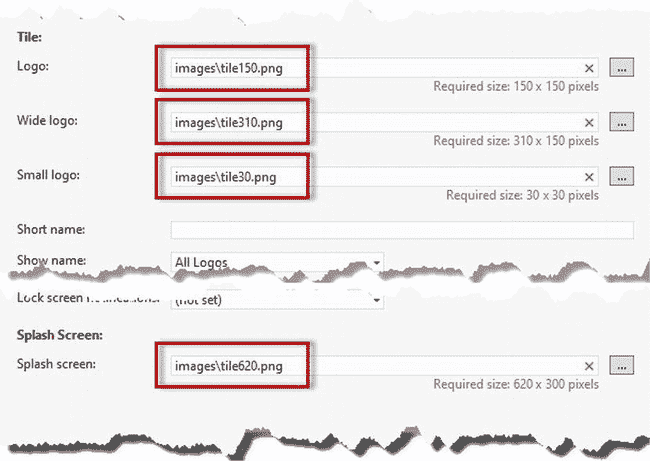 Tile:
Logo: images\tile150.png ✕ ...
Required size: 150 x 150 pixels
Wide logo: images\tile310.png ✕ ...
Required size: 310 x 150 pixels
Small logo: images\tile30.png ✕ ...
Required size: 30 x 30 pixels
Short name:
Show name: All Logos
Lock screen notifications: (not set)
Splash Screen:
Splash screen: images\tile620.png ✕ ...
Required size: 620 x 300 pixels